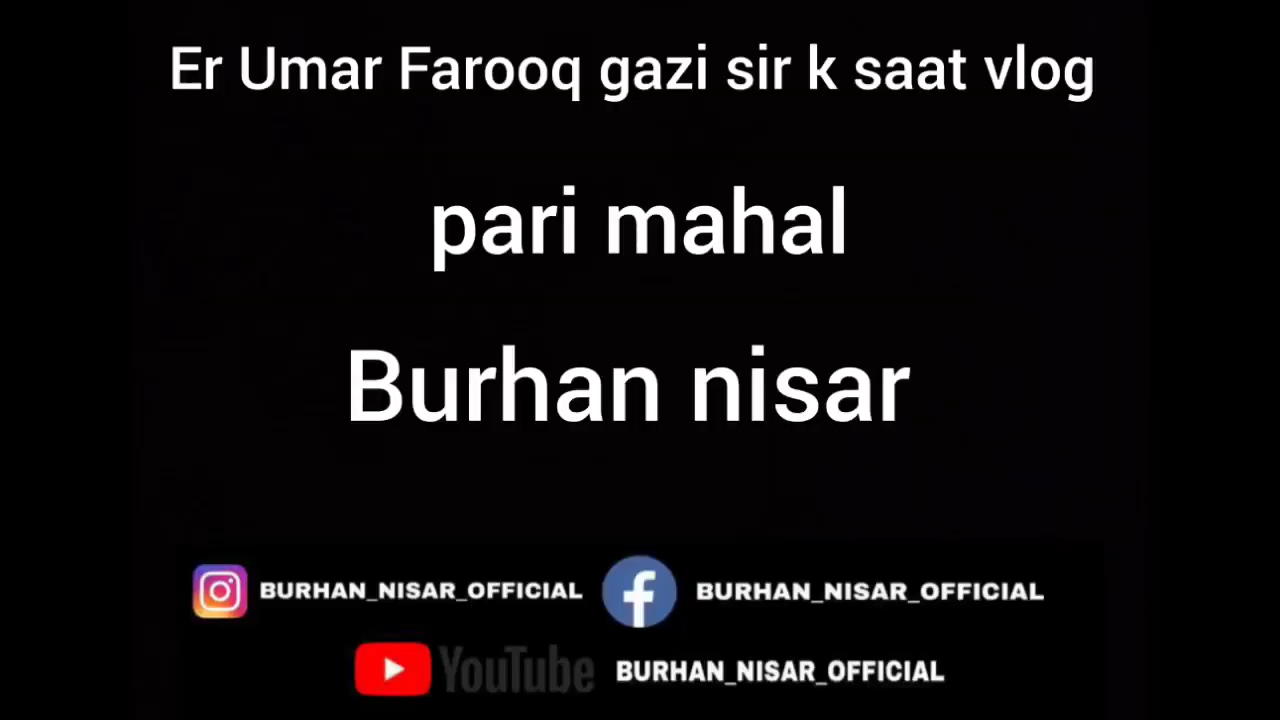 Er Umar Farooq gazi sir k saat vlog
pari mahal
Burhan nisar
BURHAN_NISAR_OFFICIAL BURHAN_NISAR_OFFICIAL
YouTube BURHAN_NISAR_OFFICIAL